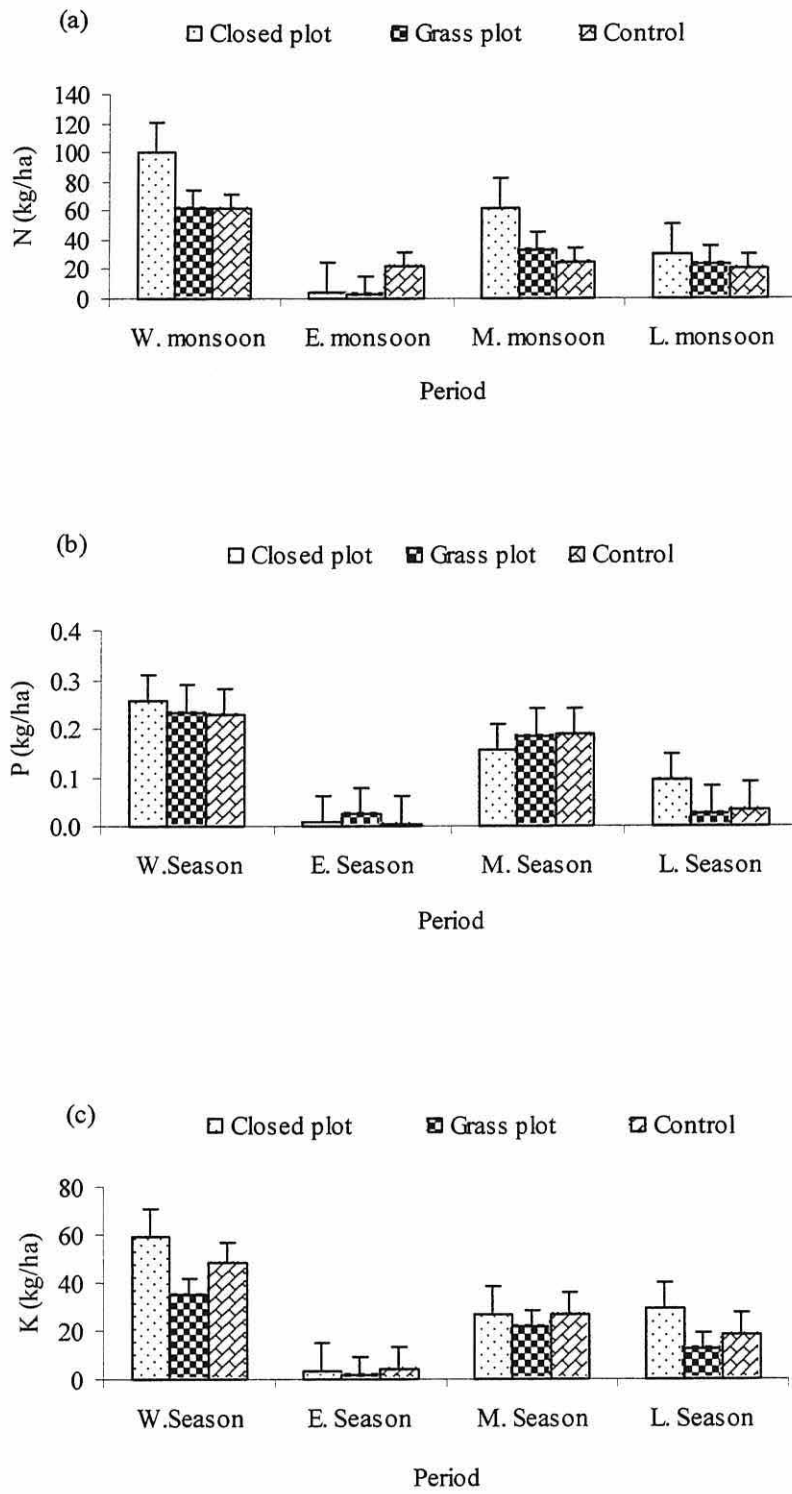 (a)
Closed plot Grass plot Control
N (kg/ha)
140
120
100
80
60
40
20
0
W. monsoon E. monsoon M. monsoon L. monsoon
Period
(b)
Closed plot Grass plot Control
P (kg/ha)
0.4
0.3
0.2
0.1
0.0
W.Season E. Season M. Season L. Season
Period
(c)
Closed plot Grass plot Control
K (kg/ha)
80
60
40
20
0
W.Season E. Season M. Season L. Season
Period